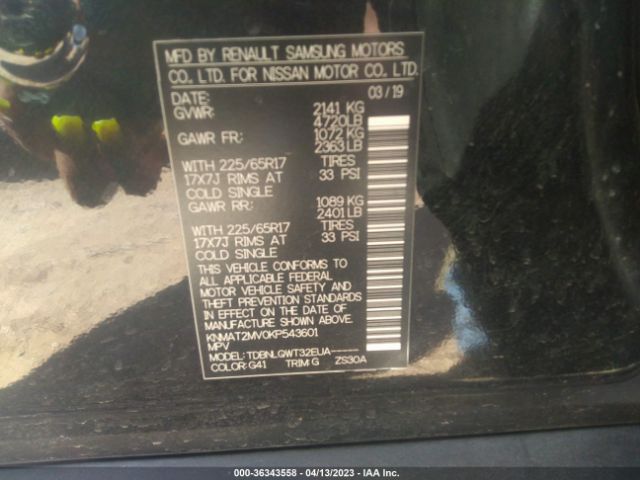 MFD BY RENAULT SAMSUNG MOTORS
CO., LTD. FOR NISSAN MOTOR CO., LTD.
DATE: 03 / 19
GVWR: 2141 KG
4720LB
GAWR FR: 1072 KG
2363 LB
WITH 225/65R17 TIRES
17X7J RIMS AT 33 PSI
COLD SINGLE
GAWR RR: 1089 KG
2401 LB
WITH 225/65R17 TIRES
17X7J RIMS AT 33 PSI
COLD SINGLE
THIS VEHICLE CONFORMS TO
ALL APPLICABLE FEDERAL
MOTOR VEHICLE SAFETY AND
THEFT PREVENTION STANDARDS
IN EFFECT ON THE DATE OF
MANUFACTURE SHOWN ABOVE.
KNMAT2MV0KP543601
MPV
MODEL: TDBNLQWT32EUA------
COLOR: G41 TRIM G ZS30A
000-36343558 - 04/13/2023 - IAA Inc.